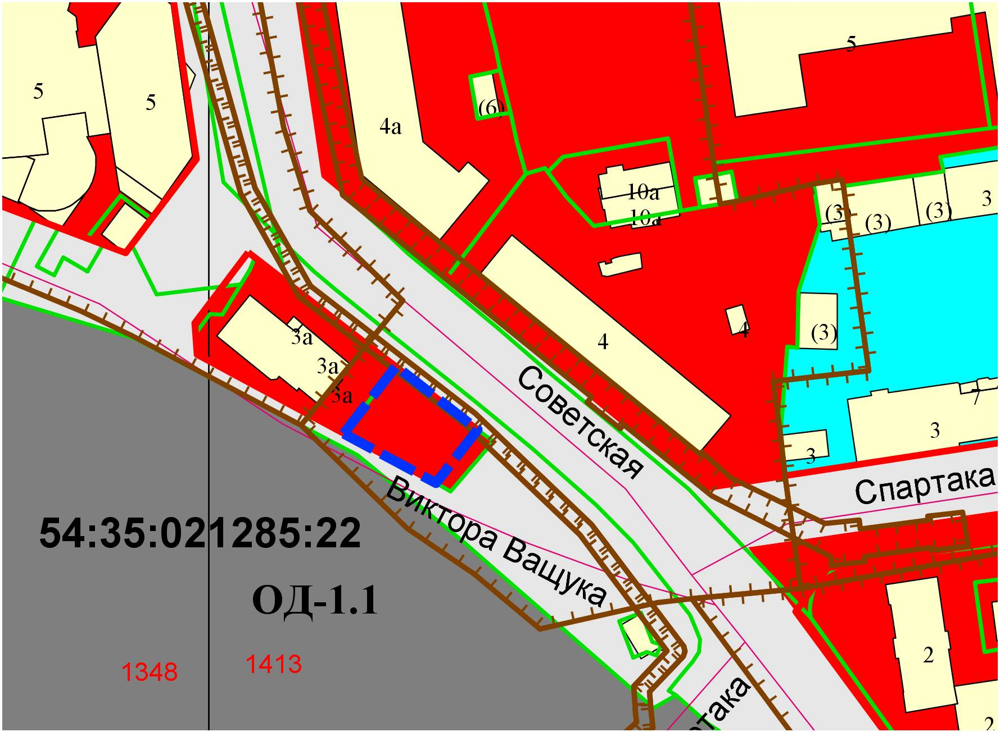 5
5
5
4а
(6)
10а
10а
(3)
(3)
(3)
3
4
4
(3)
3а
3а
3а
Советская
7
3
3
Спартака
Виктора Ващука
54:35:021285:22
ОД-1.1
1348
1413
2
2